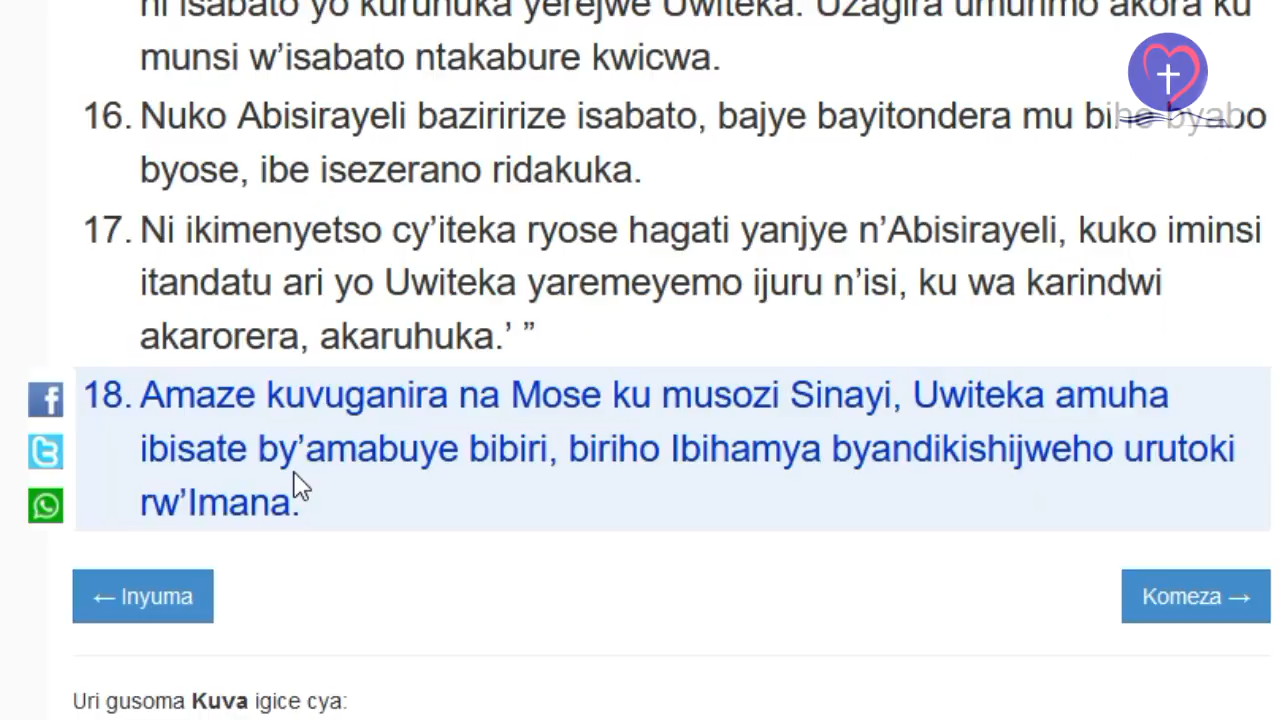 ni isabato yo kuruhuka yerejwe Uwiteka. Uzagira umurimo akora ku
munsi w’isabato ntakabure kwicwa.
16. Nuko Abisirayeli baziririze isabato, bajye bayitondera mu biho byabo
byose, ibe isezerano ridakuka.
17. Ni ikimenyetso cy’iteka ryose hagati yanjye n’Abisirayeli, kuko iminsi
itandatu ari yo Uwiteka yaremeyemo ijuru n’isi, ku wa karindwi
akarorera, akaruhuka.’ ”
18. Amaze kuvuganira na Mose ku musozi Sinayi, Uwiteka amuha
ibisate by’amabuye bibiri, biriho Ibihamya byandikishijweho urutoki
rw’Imana.
← Inyuma
Komeza →
Uri gusoma Kuva igice cya: